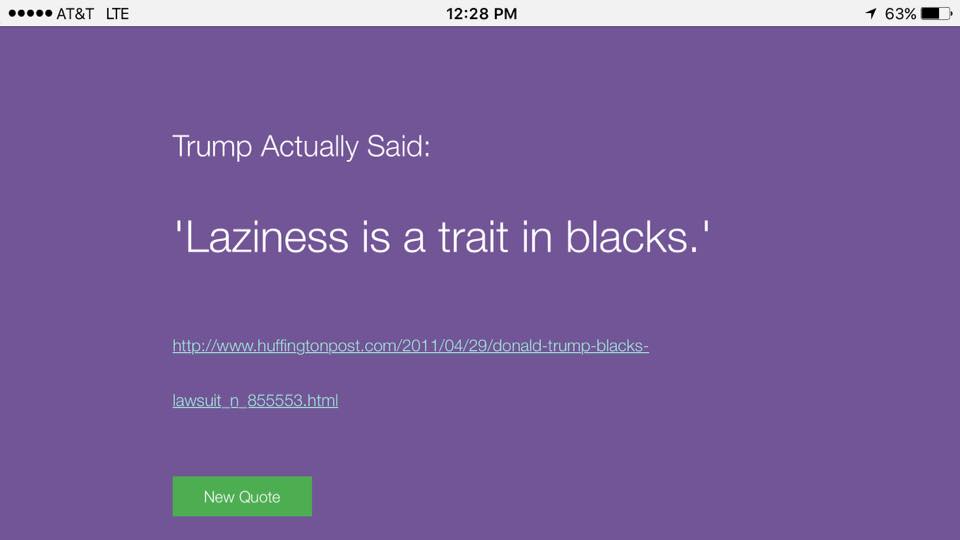 ●●●●● AT&T LTE 12:28 PM 63%
Trump Actually Said:
'Laziness is a trait in blacks.'
http://www.huffingtonpost.com/2011/04/29/donald-trump-blacks-
lawsuit_n_855553.html
New Quote